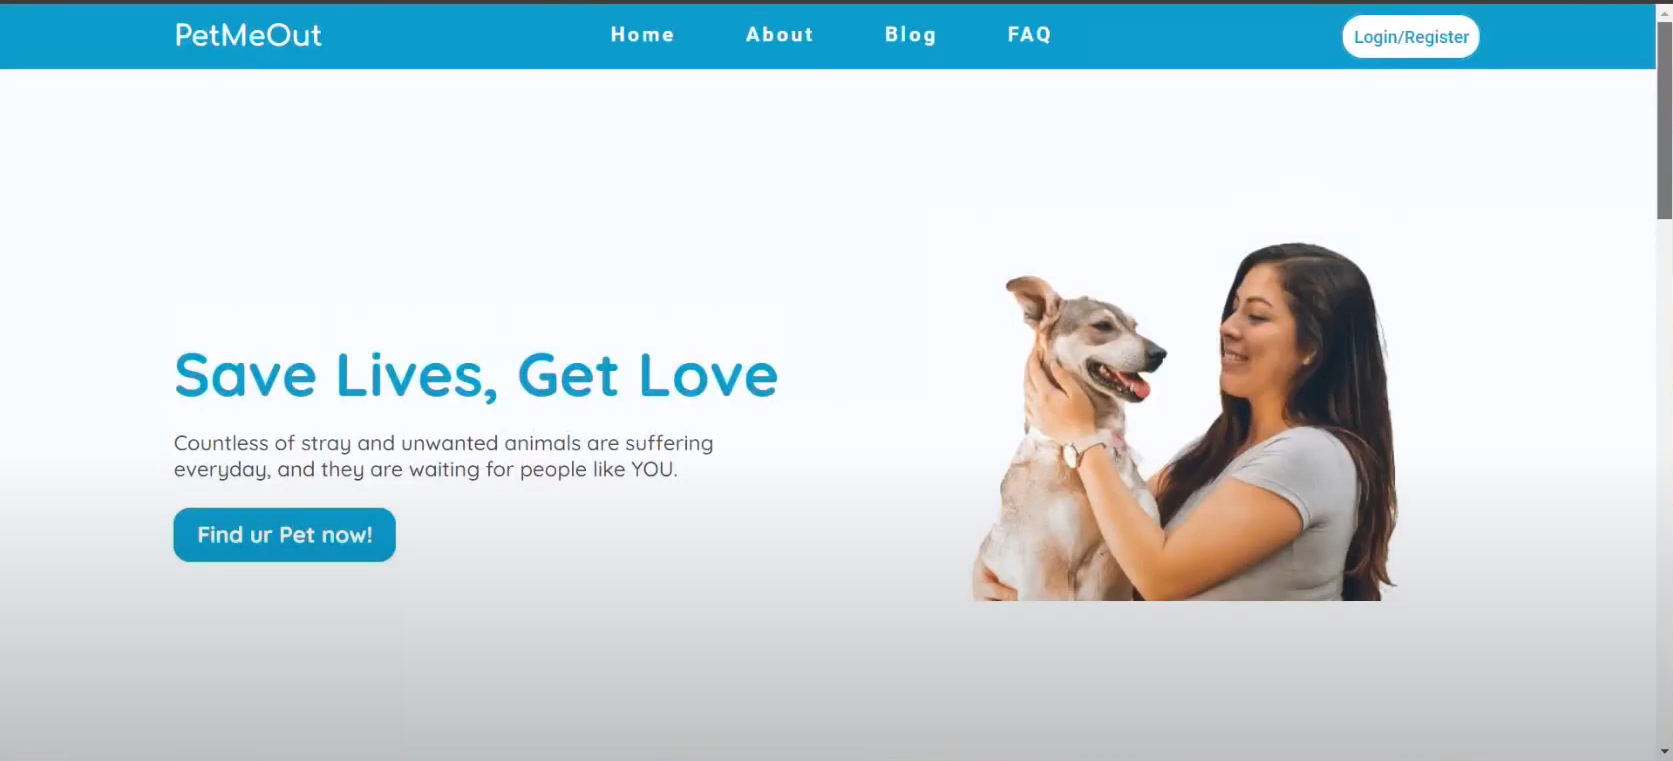 PetMeOut
Home
About
Blog
FAQ
Login/Register
Save Lives, Get Love
Countless of stray and unwanted animals are suffering
everyday, and they are waiting for people like YOU.
Find ur Pet now!